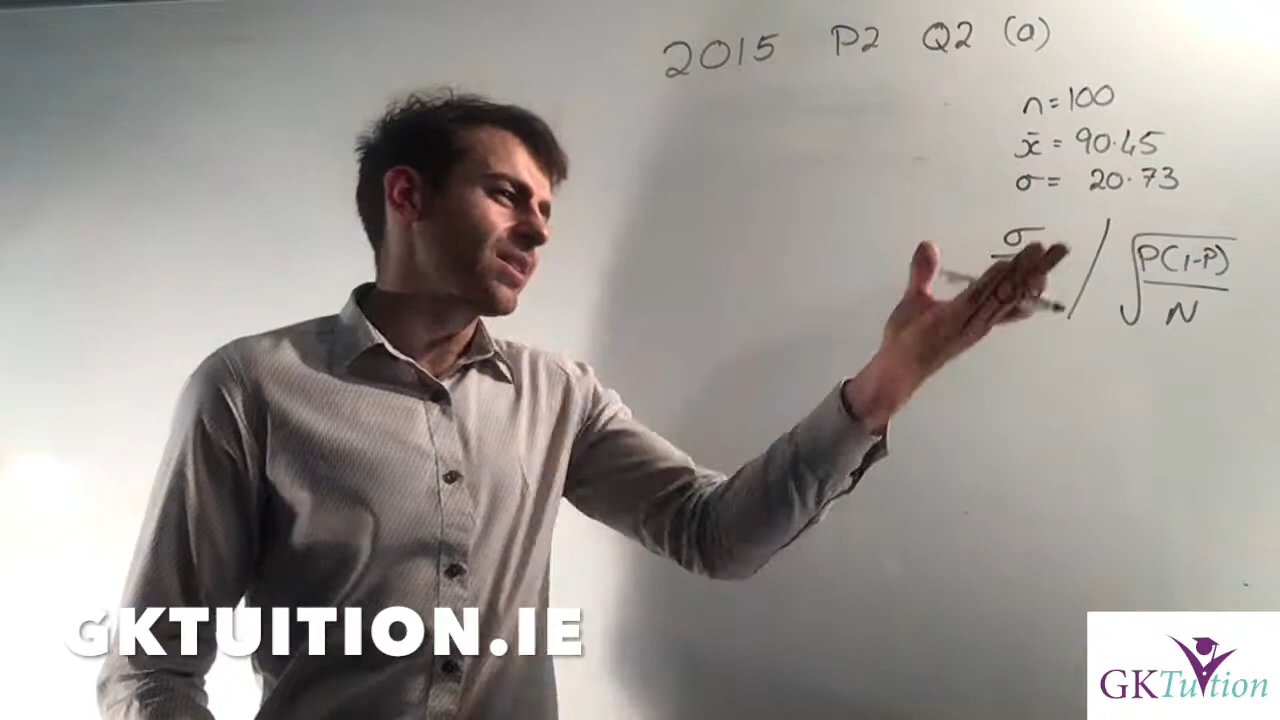 2015 P2 Q2 (a)
n = 100
x̄ = 90.45
σ = 20.73
σ / √P(1-P)
N
GKTUITION.IE
GKTuition